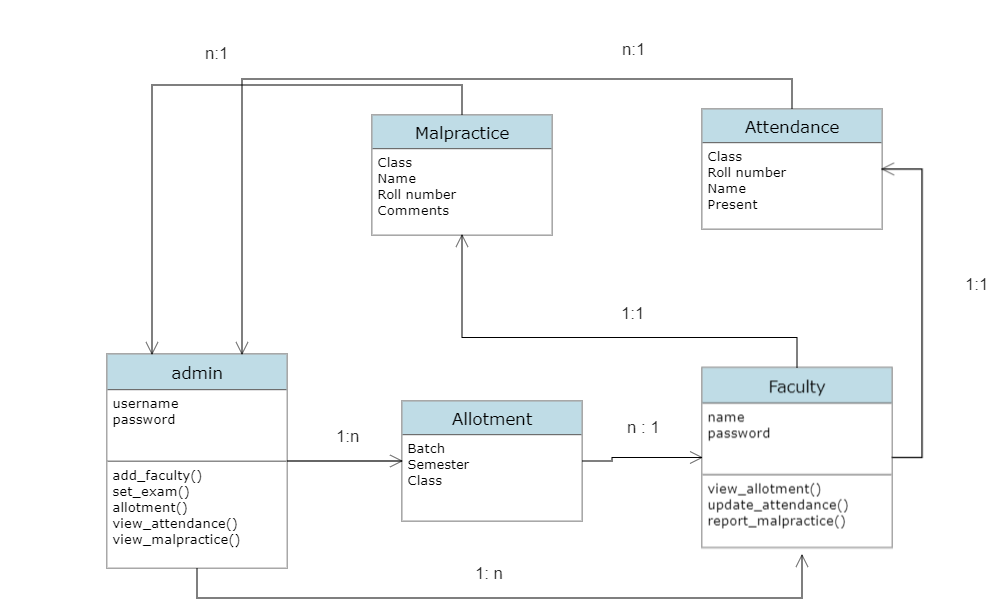 n:1
n:1
Malpractice
Class
Name
Roll number
Comments
Attendance
Class
Roll number
Name
Present
1:1
1:1
admin
username
password
add_faculty()
set_exam()
allotment()
view_attendance()
view_malpractice()
1:n
Allotment
Batch
Semester
Class
n : 1
Faculty
name
password
view_allotment()
update_attendance()
report_malpractice()
1: n